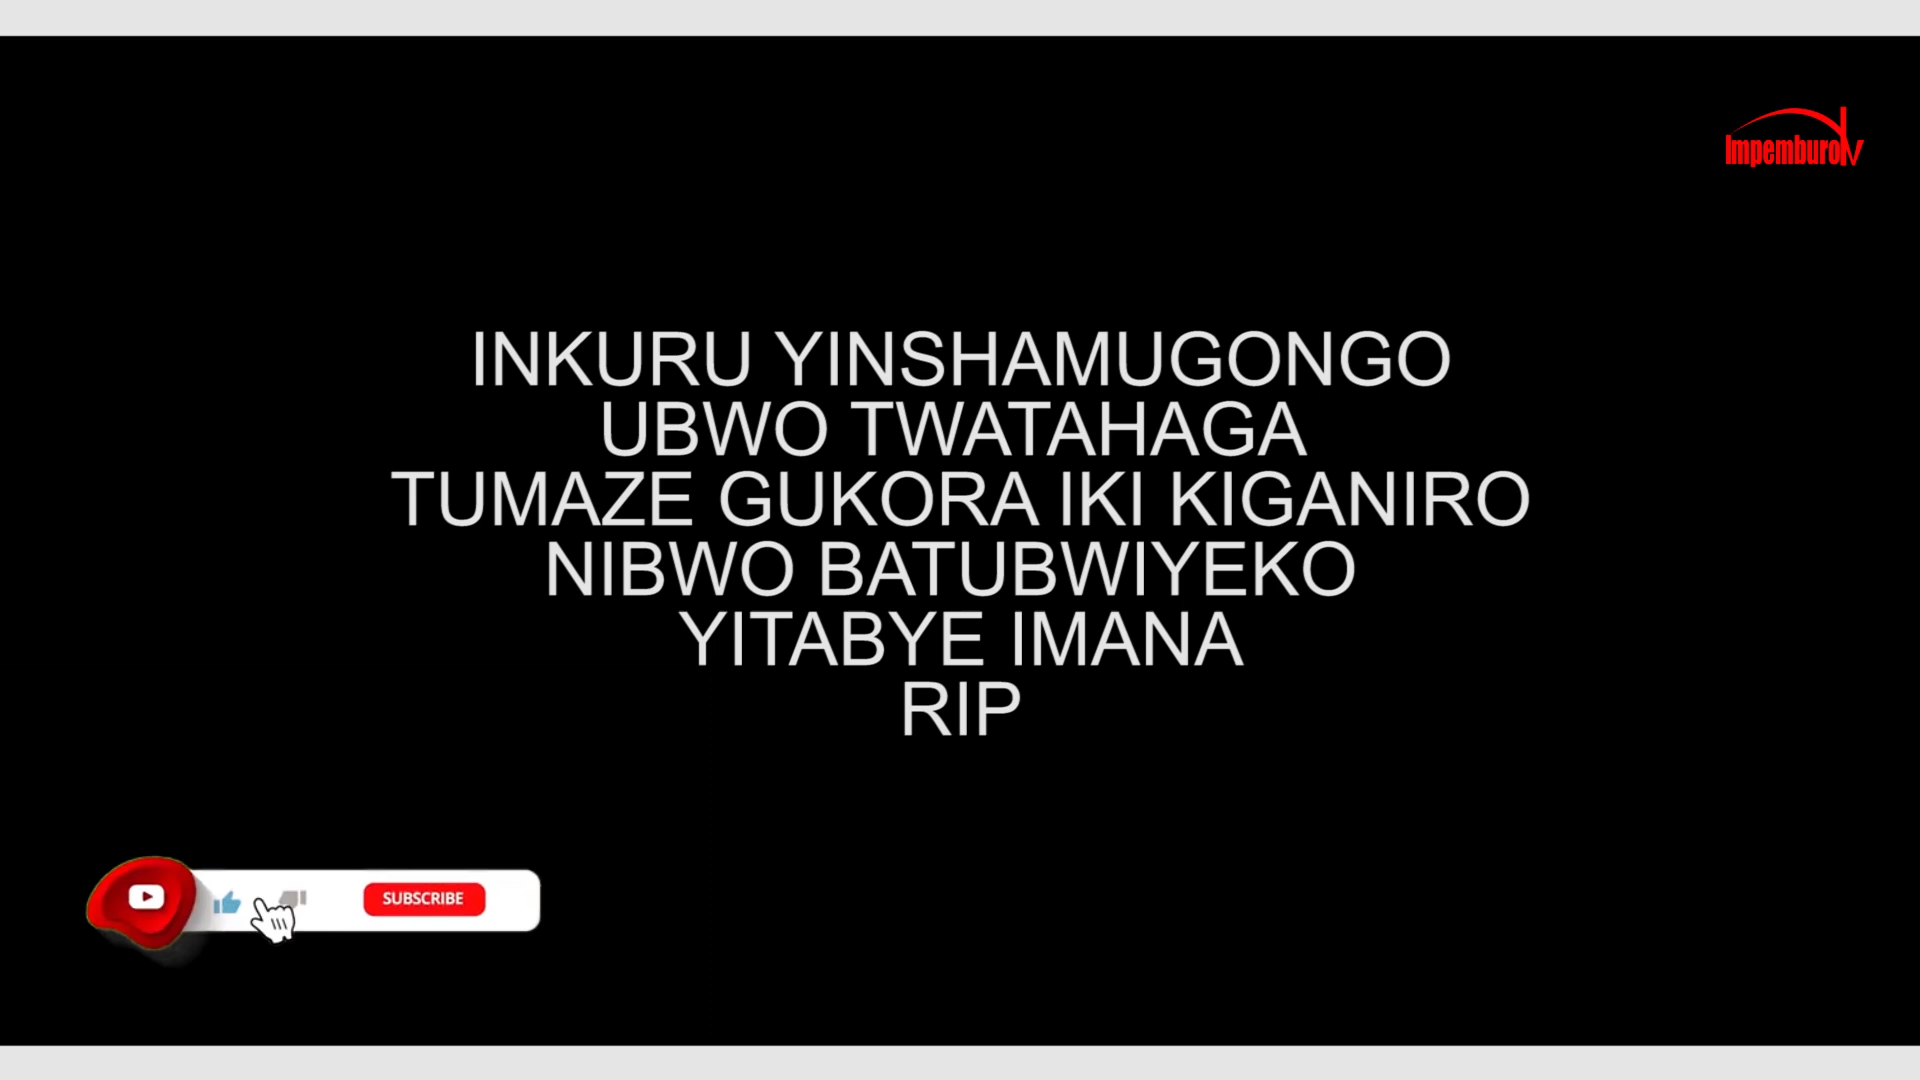 ImpemburoTV
INKURU YINSHAMUGONGO
UBWO TWATAHAGA
TUMAZE GUKORA IKI KIGANIRO
NIBWO BATUBWIYEKO
YITABYE IMANA
RIP
SUBSCRIBE